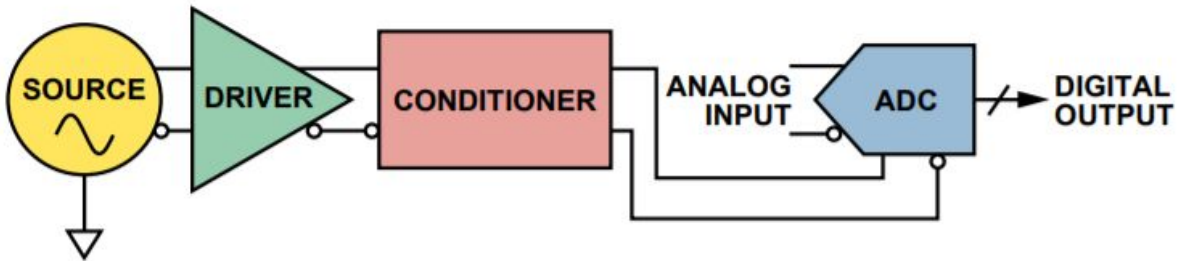 SOURCE
DRIVER
CONDITIONER
ANALOG
INPUT
ADC
DIGITAL
OUTPUT